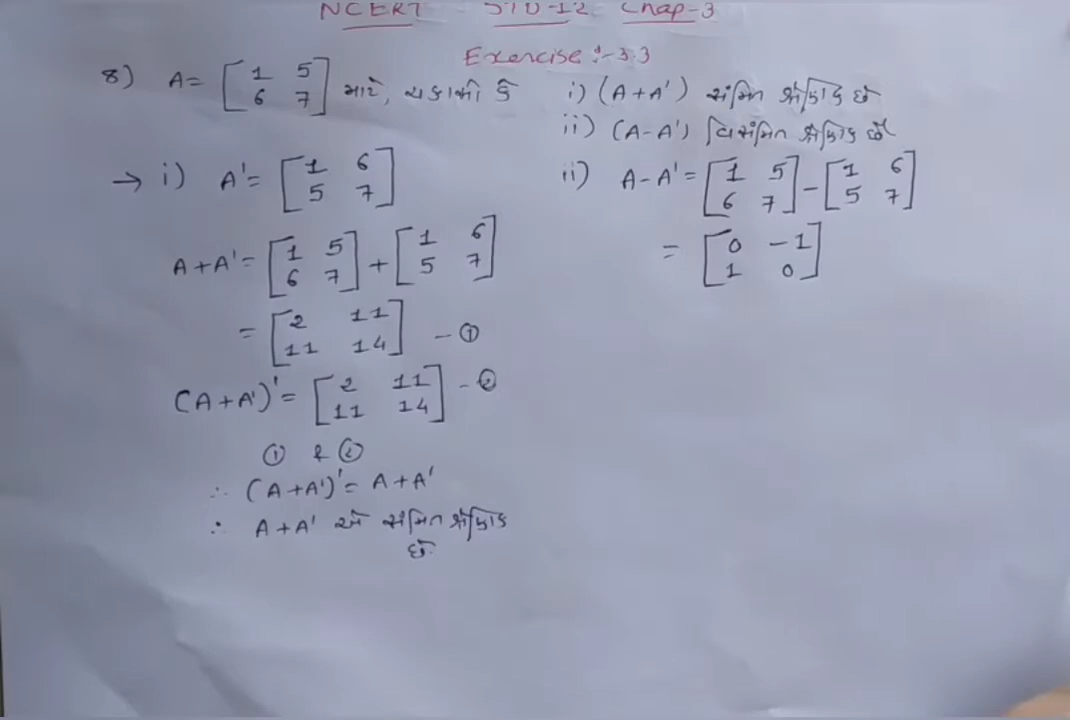 NCERT STD-12 Chap-3
Exercise :- 3.3
8) A = [ 1 5 માટે, ચકાસો કે i) (A+A') સંમિત શ્રેણિક છે
6 7 ]
ii) (A-A') વિસંમિત શ્રેણિક છે
→ i) A' = [ 1 6
5 7 ]
A+A' = [ 1 5 + [ 1 6
6 7 ] 5 7 ]
= [ 2 11 - ①
11 14 ]
(A+A')' = [ 2 11 - ②
11 14 ]
① & ②
∴ (A+A')' = A+A'
∴ A+A' એ સંમિત શ્રેણિક
છે.
ii) A-A' = [ 1 5 - [ 1 6
6 7 ] 5 7 ]
= [ 0 -1
1 0 ]